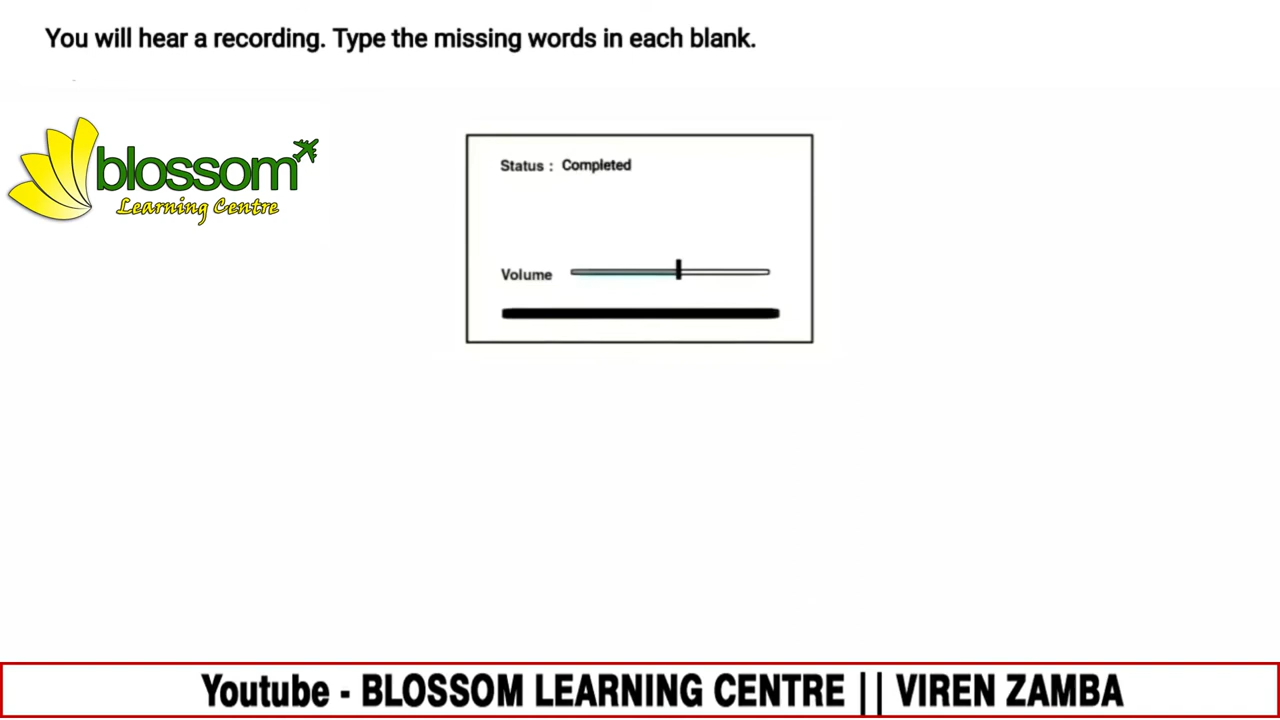 You will hear a recording. Type the missing words in each blank.
blossom
Learning Centre
Status : Completed
Volume
Youtube - BLOSSOM LEARNING CENTRE || VIREN ZAMBA